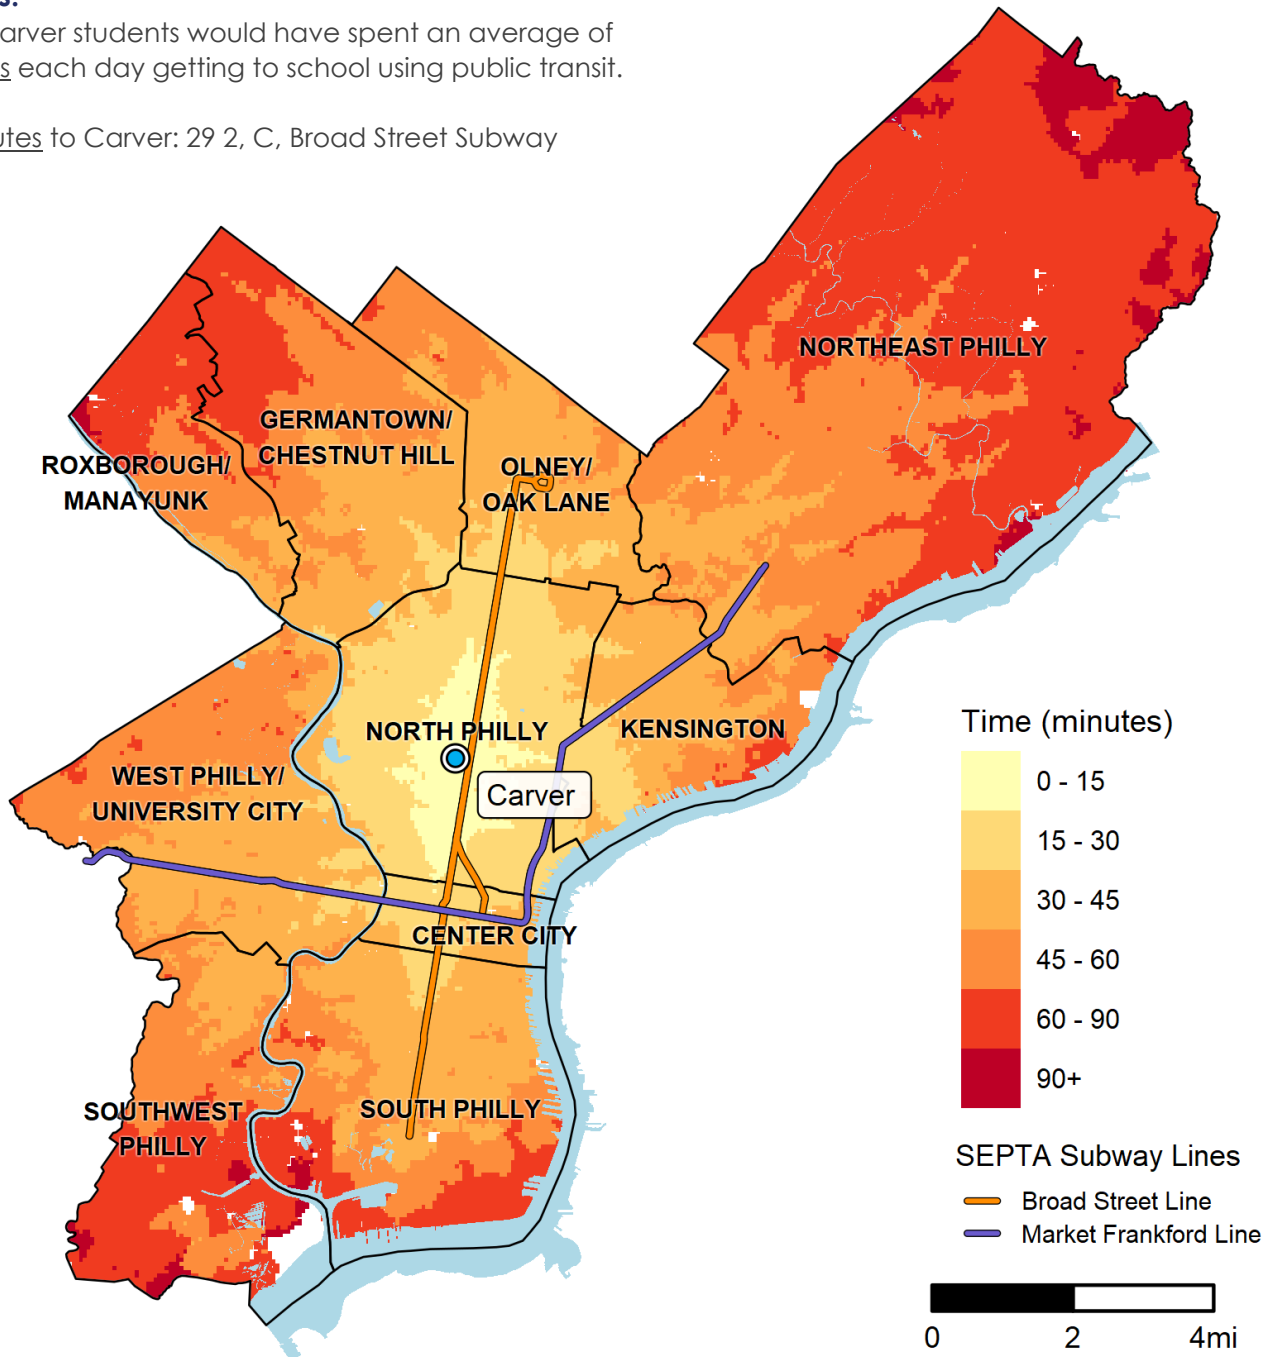 arver students would have spent an average of
s each day getting to school using public transit.
utes to Carver: 29 2, C, Broad Street Subway
NORTHEAST PHILLY
GERMANTOWN/
CHESTNUT HILL
ROXBOROUGH/
MANAYUNK
OLNEY/
OAK LANE
NORTH PHILLY
KENSINGTON
Carver
WEST PHILLY/
UNIVERSITY CITY
CENTER CITY
SOUTHWEST
PHILLY
SOUTH PHILLY
Time (minutes)
0 - 15
15 - 30
30 - 45
45 - 60
60 - 90
90+
SEPTA Subway Lines
Broad Street Line
Market Frankford Line
0 2 4mi